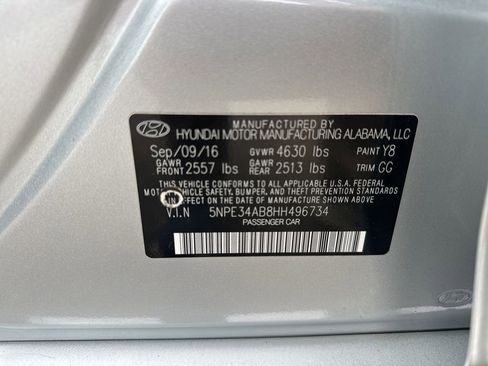 MANUFACTURED BY
HYUNDAI MOTOR MANUFACTURING ALABAMA, LLC
Sep/09/16 GVWR 4630 lbs PAINT Y8
GAWR FRONT 2557 lbs GAWR REAR 2513 lbs TRIM GG
THIS VEHICLE CONFORMS TO ALL APPLICABLE U.S.A. FEDERAL
MOTOR VEHICLE SAFETY, BUMPER, AND THEFT PREVENTION STANDARDS
IN EFFECT ON THE DATE OF MANUFACTURE SHOWN ABOVE.
V.I.N 5NPE34AB8HH496734
PASSENGER CAR